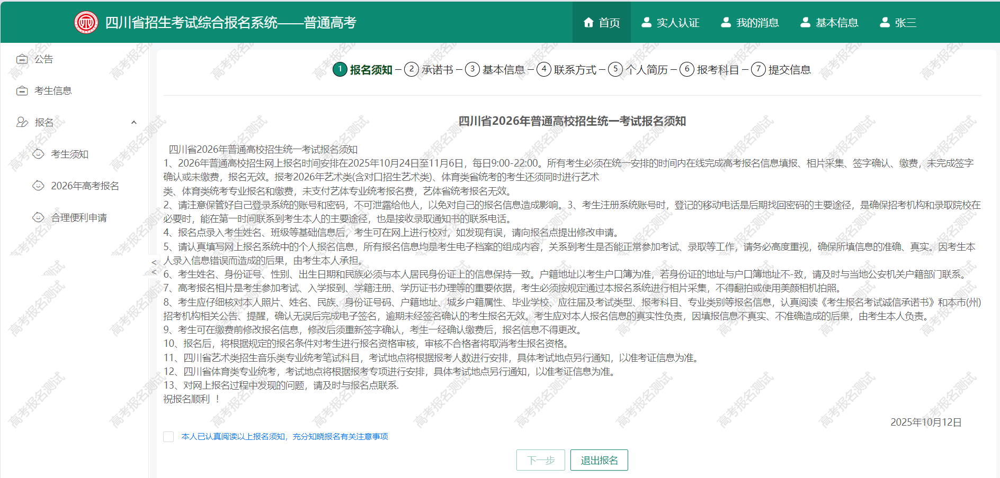 四川省招生考试综合报名系统——普通高考
首页
实人认证
我的消息
基本信息
张三
公告
考生信息
报名
考生须知
2026年高考报名
合理便利申请
1 报名须知 – 2 承诺书 – 3 基本信息 – 4 联系方式 – 5 个人简历 – 6 报考科目 – 7 提交信息
四川省2026年普通高校招生统一考试报名须知
四川省2026年普通高校招生统一考试报名须知
1、2026年普通高校招生网上报名时间安排在2025年10月24日至11月6日，每日9:00-22:00。所有考生必须在统一安排的时间内在线完成高考报名信息填报、相片采集、签字确认、缴费，未完成签字
确认或未缴费，报名无效。报考2026年艺术类(含对口招生艺术类)、体育类省统考的考生还须同时进行艺术
类、体育类统考专业报名和缴费，未支付艺体专业统考报名费，艺体省统考报名无效。
2、请注意保管好自己登录系统的账号和密码，不可泄露给他人，以免对自己的报名信息造成影响。3、考生注册系统账号时，登记的移动电话是后期找回密码的主要途径，是确保招考机构和录取院校在
必要时，能在第一时间联系到考生本人的主要途径，也是接收录取通知书的联系电话。
4、报名点录入考生姓名、班级等基础信息后，考生可在网上进行校对，如发现有误，请向报名点提出修改申请。
5、请认真填写网上报名系统中的个人报名信息，所有报名信息均是考生电子档案的组成内容，关系到考生是否能正常参加考试、录取等工作，请务必高度重视，确保所填信息的准确、真实。因考生本
人录入信息错误而造成的后果，由考生本人承担。
6、考生姓名、身份证号、性别、出生日期和民族必须与本人居民身份证上的信息保持一致。户籍地址以考生户口簿为准，若身份证的地址与户口簿地址不-致，请及时与当地公安机关户籍部门联系。
7、高考报名相片是考生参加考试、入学报到、学籍注册、学历证书办理等的重要依据，考生必须按规定通过本报名系统进行相片采集，不得翻拍或使用美颜相机拍照。
8、考生应仔细核对本人照片、姓名、民族、身份证号码、户籍地址、城乡户籍属性、毕业学校、应往届及考试类型、报考科目、专业类别等报名信息，认真阅读《考生报名考试诚信承诺书》和本市(州)
招考机构相关公告、提醒，确认无误后完成电子签名，逾期未经签名确认的考生报名无效。考生应对本人报名信息的真实性负责，因填报信息不真实、不准确造成的后果，由考生本人负责。
9、考生可在缴费前修改报名信息，修改后须重新签字确认，考生一经确认缴费后，报名信息不得更改。
10、报名后，将根据规定的报名条件对考生进行报名资格审核，审核不合格者将取消考生报名资格。
11、四川省艺术类招生音乐类专业统考笔试科目，考试地点将根据报考人数进行安排，具体考试地点另行通知，以准考证信息为准。
12、四川省体育类专业统考，考试地点将根据报考专项进行安排，具体考试地点另行通知，以准考证信息为准。
13、对网上报名过程中发现的问题，请及时与报名点联系.
祝报名顺利 ！
2025年10月12日
本人已认真阅读以上报名须知，充分知晓报名有关注意事项
下一步
退出报名
高考报名测试